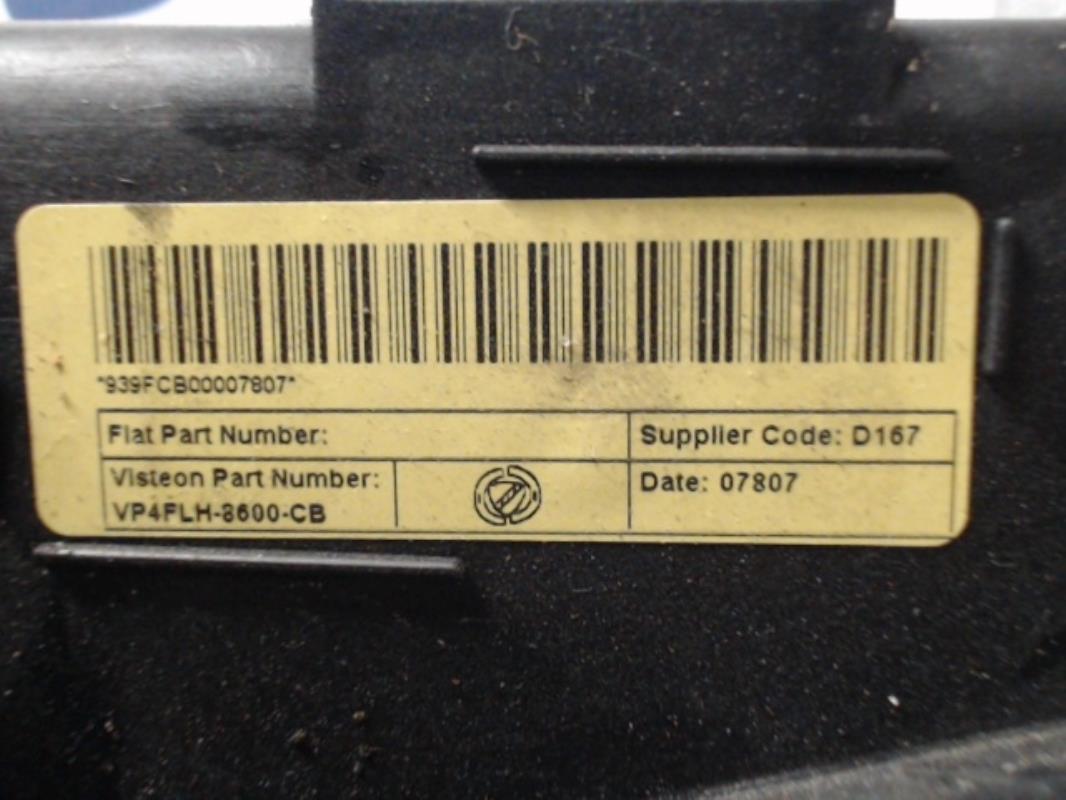 *939FCB00007807*
Fiat Part Number:
Supplier Code: D167
Visteon Part Number:
VP4FLH-8600-CB
Date: 07807